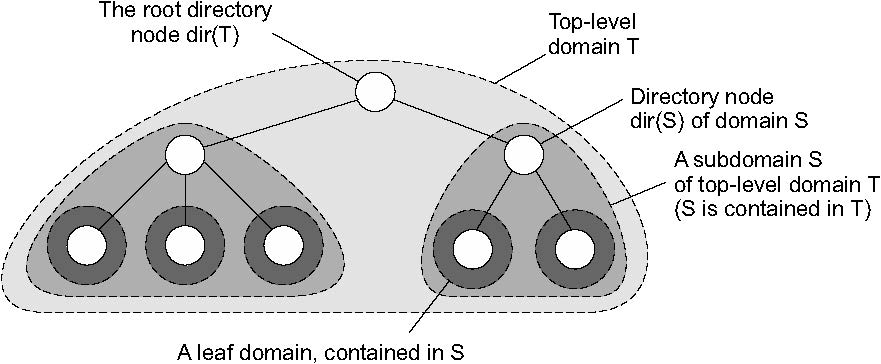 The root directory
node dir(T)
Top-level
domain T
Directory node
dir(S) of domain S
A subdomain S
of top-level domain T
(S is contained in T)
A leaf domain, contained in S